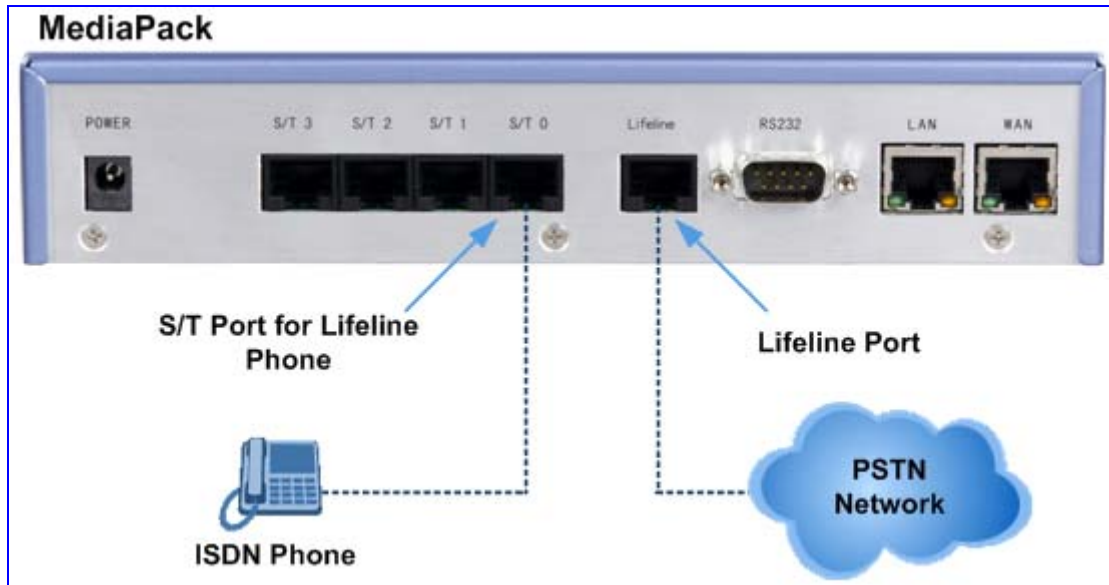 MediaPack
POWER
S/T 3
S/T 2
S/T 1
S/T 0
Lifeline
RS232
LAN
WAN
S/T Port for Lifeline
Phone
Lifeline Port
ISDN Phone
PSTN
Network